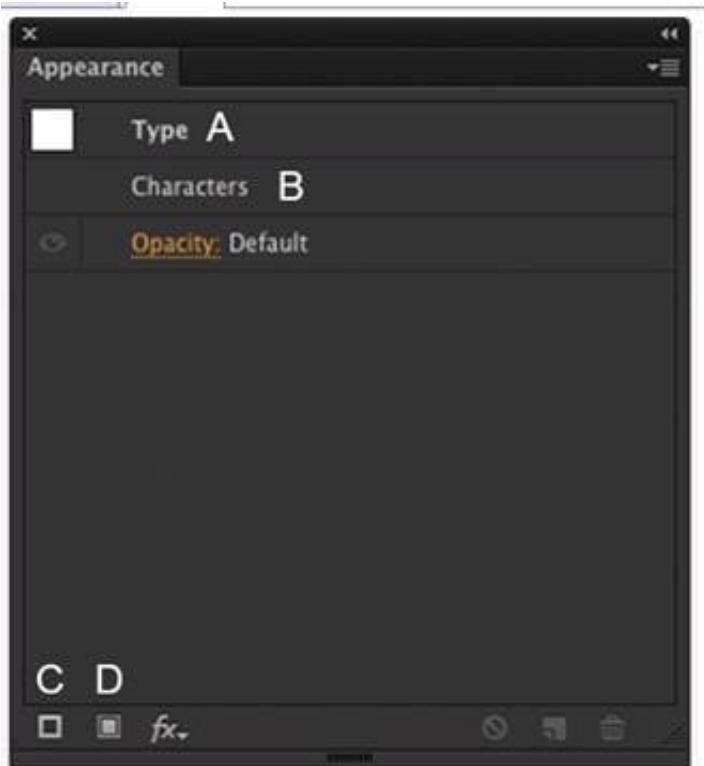 Appearance
Type A
Characters B
Opacity: Default
C D
fx